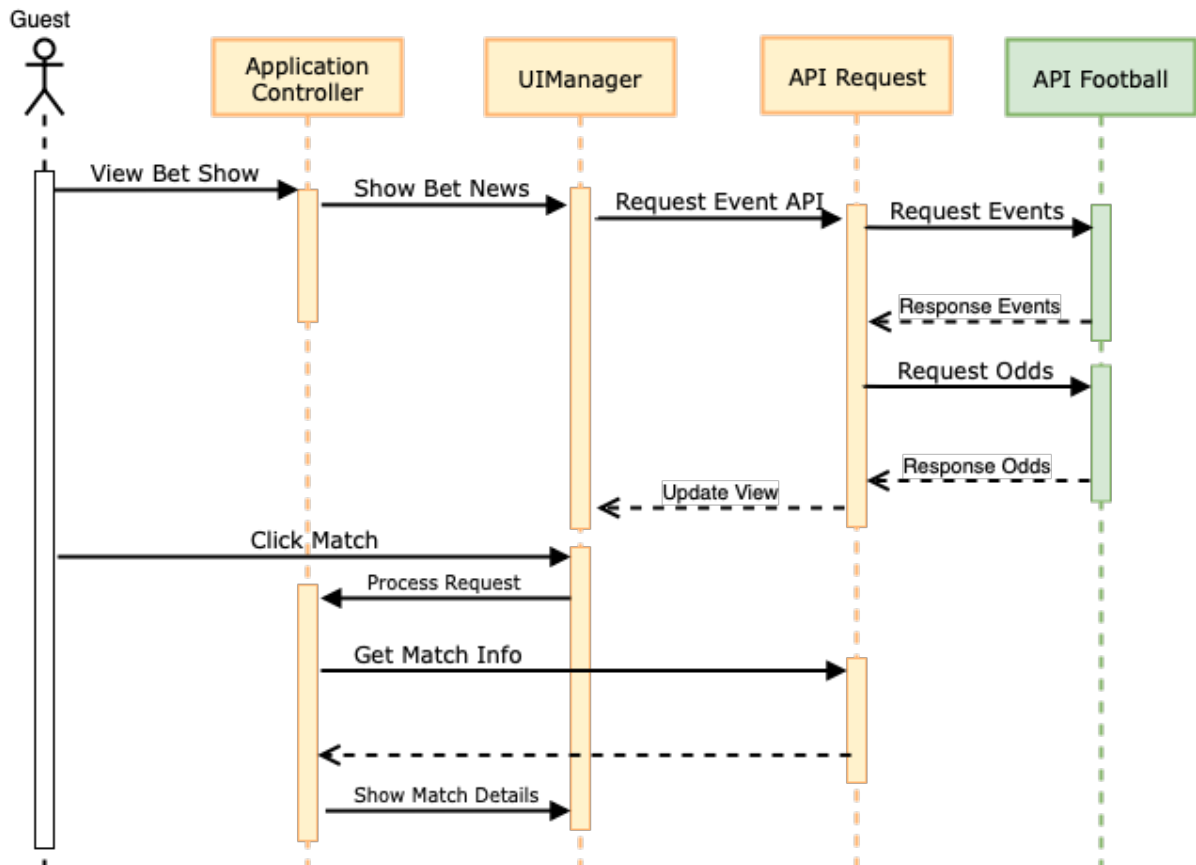 Guest
Application
Controller
UIManager
API Request
API Football
View Bet Show
Show Bet News
Request Event API
Request Events
Response Events
Request Odds
Response Odds
Update View
Click Match
Process Request
Get Match Info
Show Match Details